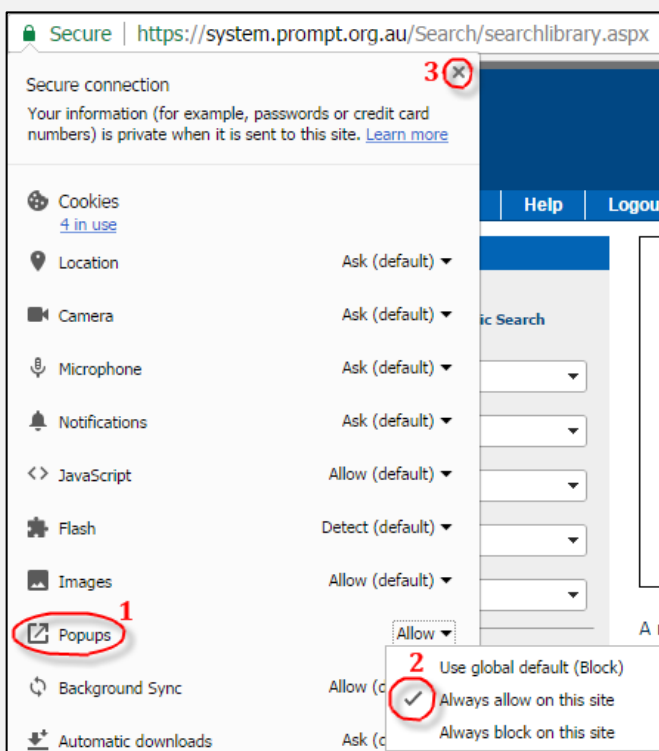 Secure | https://system.prompt.org.au/Search/searchlibrary.aspx
3
Secure connection
Your information (for example, passwords or credit card
numbers) is private when it is sent to this site. Learn more
Help Logou
Cookies
4 in use
Location Ask (default)
ic Search
Camera Ask (default)
Microphone Ask (default)
Notifications Ask (default)
JavaScript Allow (default)
Flash Detect (default)
Images Allow (default)
1
Popups Allow
A
2 Use global default (Block)
Background Sync Allow (d
Always allow on this site
Always block on this site
Automatic downloads Ask (d